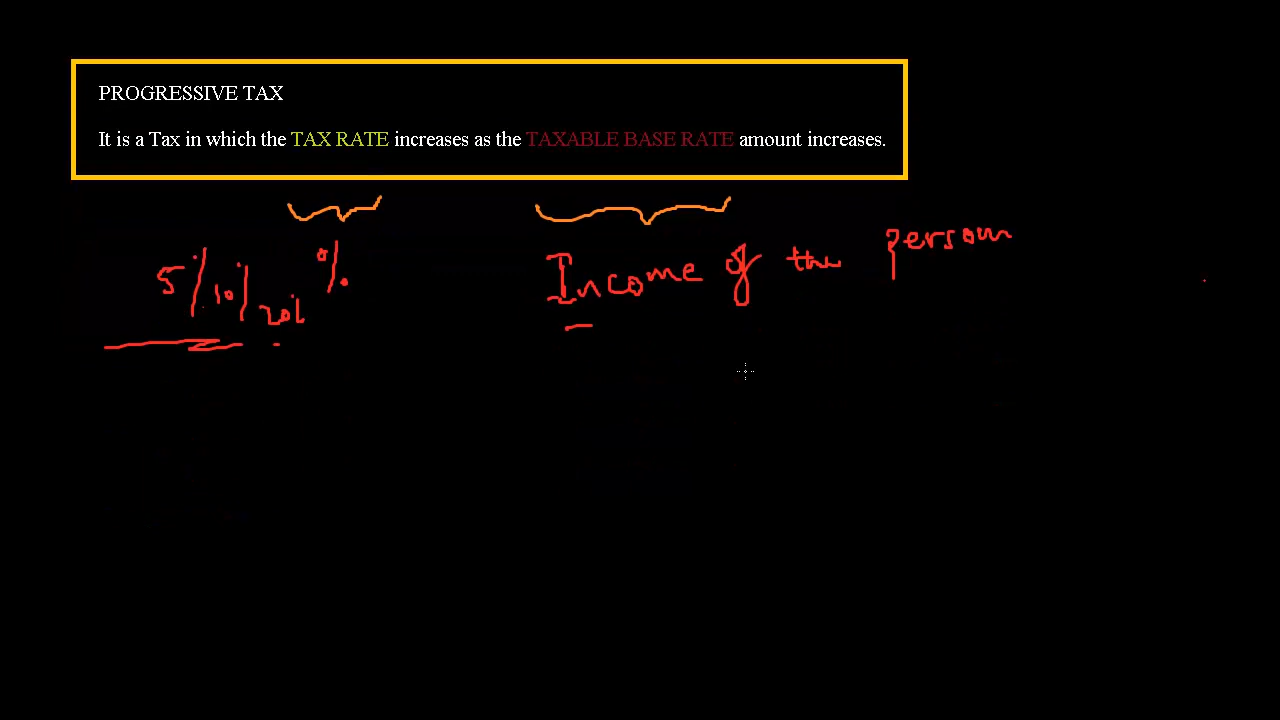 PROGRESSIVE TAX
It is a Tax in which the TAX RATE increases as the TAXABLE BASE RATE amount increases.
5% 10% 20% %
Income of the person